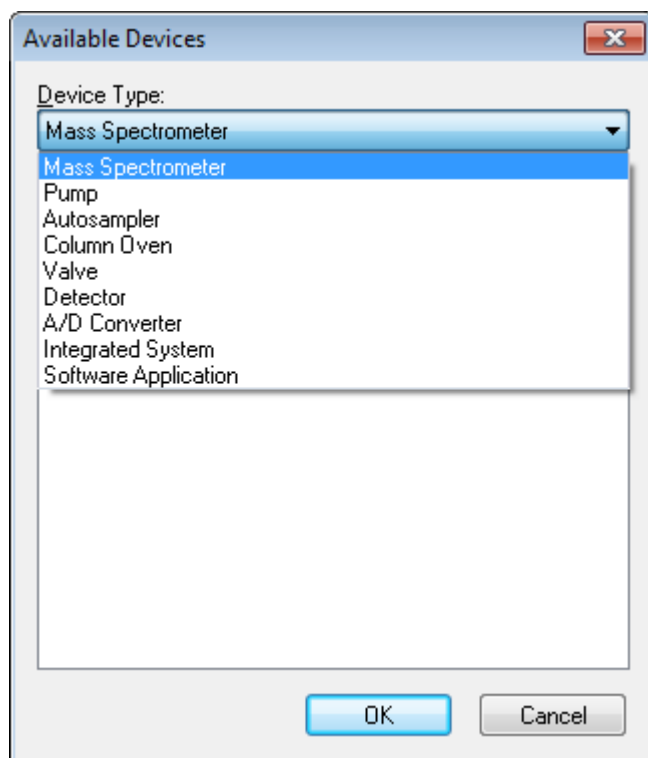 Available Devices
Device Type:
Mass Spectrometer
Mass Spectrometer
Pump
Autosampler
Column Oven
Valve
Detector
A/D Converter
Integrated System
Software Application
OK
Cancel